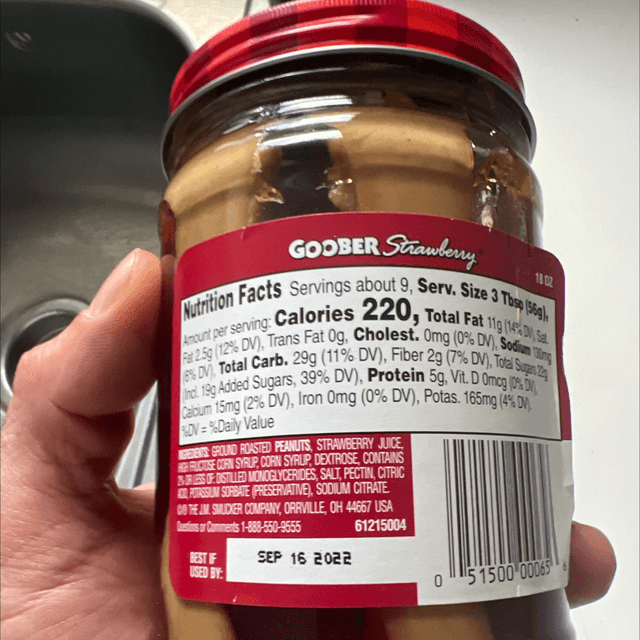 GOOBER Strawberry
18 OZ
Nutrition Facts Servings about 9, Serv. Size 3 Tbsp (56g),
Amount per serving: Calories 220, Total Fat 11g (14% DV), Sat.
Fat 2.5g (12% DV), Trans Fat 0g, Cholest. 0mg (0% DV), Sodium
(6% DV), Total Carb. 29g (11% DV), Fiber 2g (7% DV), Total Sugars 22g
(Incl. 19g Added Sugars, 39% DV), Protein 5g, Vit. D 0mcg (0% DV),
Calcium 15mg (2% DV), Iron 0mg (0% DV), Potas. 165mg (4% DV)
%DV = %Daily Value
INGREDIENTS: GROUND ROASTED PEANUTS, STRAWBERRY JUICE,
HIGH FRUCTOSE CORN SYRUP, CORN SYRUP, DEXTROSE, CONTAINS
2% OR LESS OF: DISTILLED MONOGLYCERIDES, SALT, PECTIN, CITRIC
ACID, POTASSIUM SORBATE (PRESERVATIVE), SODIUM CITRATE.
THE J.M. SMUCKER COMPANY, ORRVILLE, OH 44667 USA
Questions or Comments 1-888-550-9555 61215004
BEST IF
USED BY:
SEP 16 2022
0 51500 00065 6